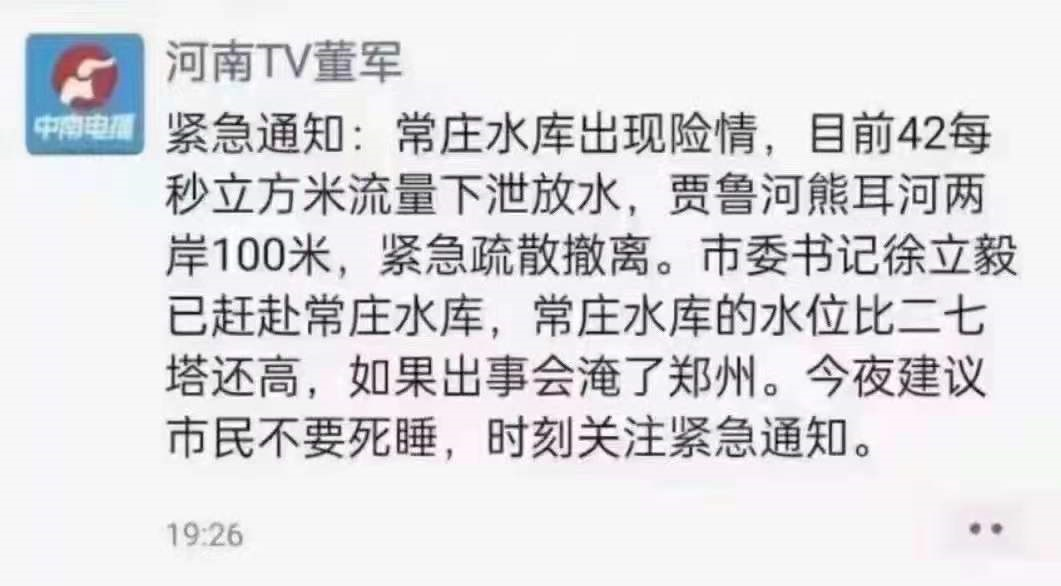 河南TV董军
中南电播
紧急通知：常庄水库出现险情，目前42每
秒立方米流量下泄放水，贾鲁河熊耳河两
岸100米，紧急疏散撤离。市委书记徐立毅
已赶赴常庄水库，常庄水库的水位比二七
塔还高，如果出事会淹了郑州。今夜建议
市民不要死睡，时刻关注紧急通知。
19:26